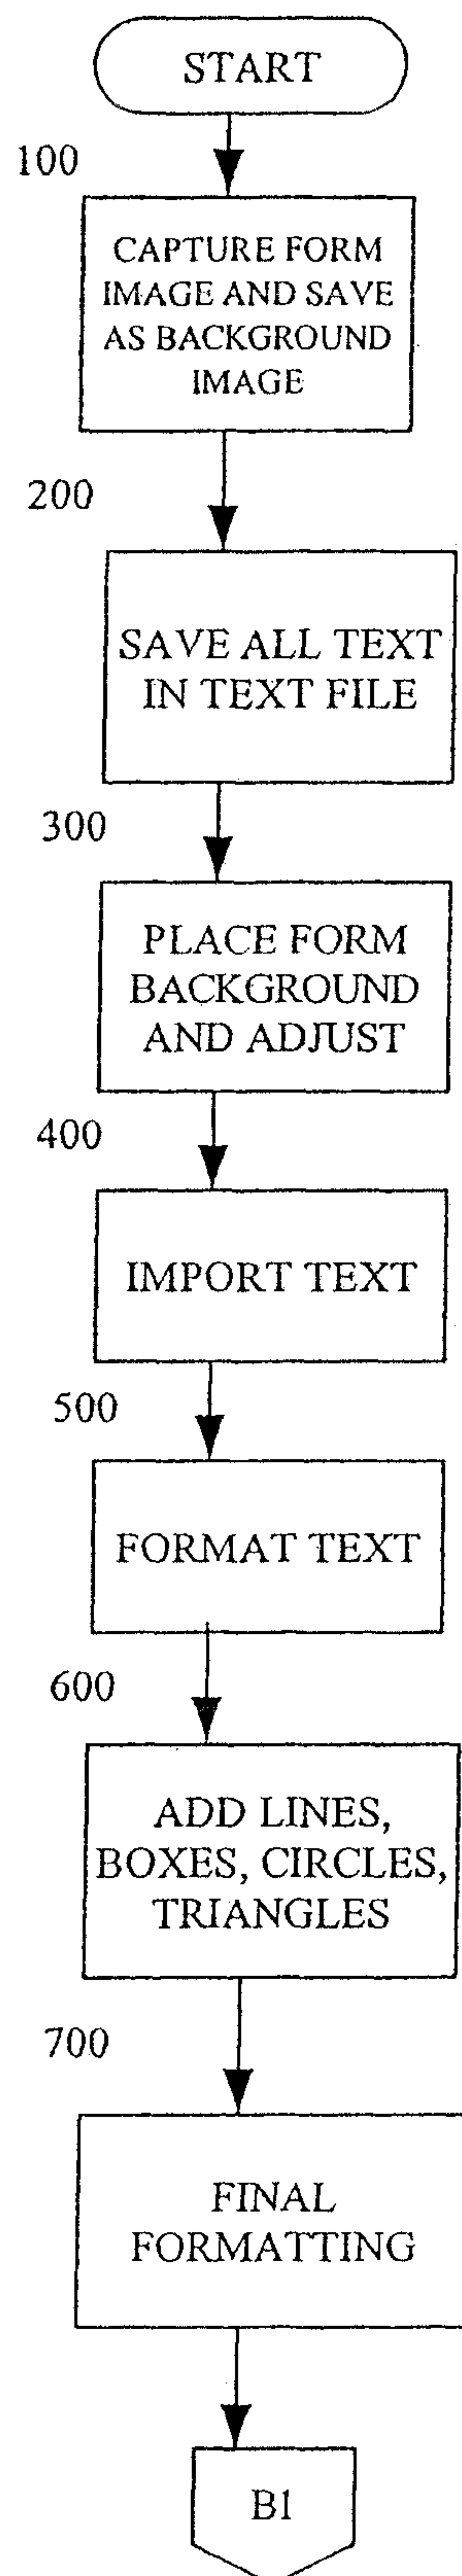 START
100
CAPTURE FORM
IMAGE AND SAVE
AS BACKGROUND
IMAGE
200
SAVE ALL TEXT
IN TEXT FILE
300
PLACE FORM
BACKGROUND
AND ADJUST
400
IMPORT TEXT
500
FORMAT TEXT
600
ADD LINES,
BOXES, CIRCLES,
TRIANGLES
700
FINAL
FORMATTING
B1